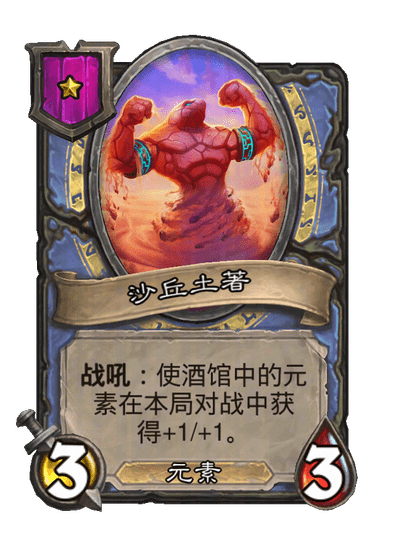 沙丘土著
战吼：使酒馆中的元
素在本局对战中获
得+1/+1。
元素
3
3